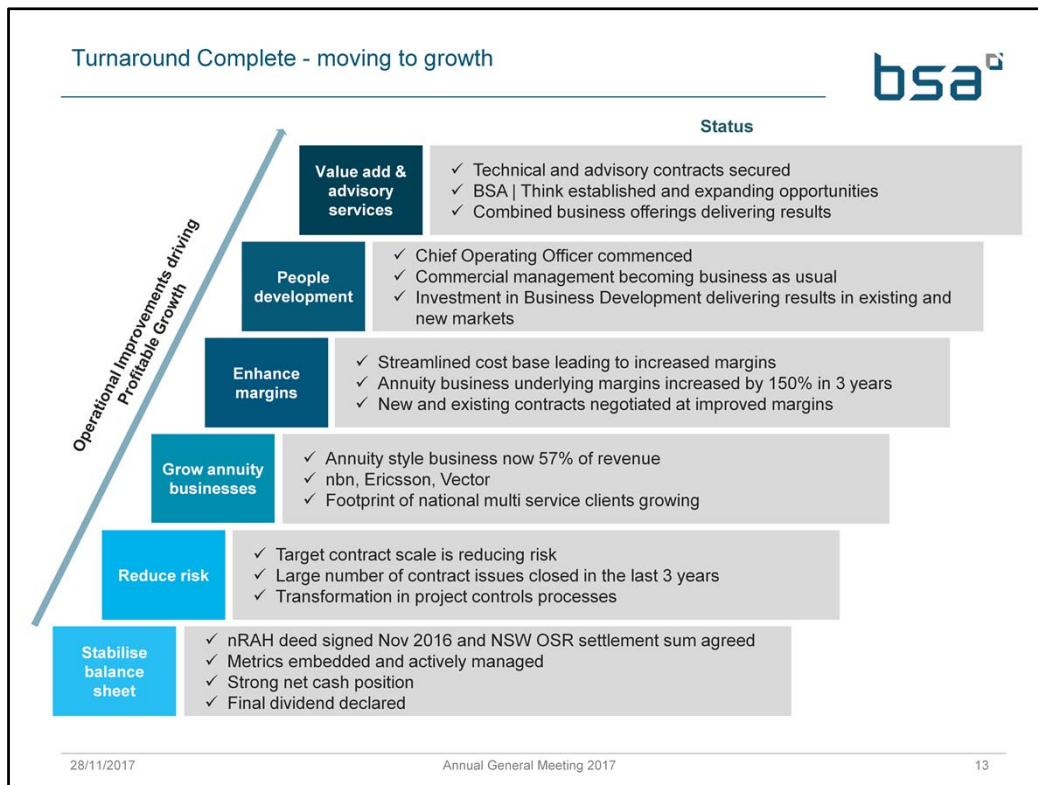 Turnaround Complete - moving to growth
bsa
Status
Operational Improvements driving
Profitable Growth
Value add &
advisory
services
✓ Technical and advisory contracts secured
✓ BSA | Think established and expanding opportunities
✓ Combined business offerings delivering results
People
development
✓ Chief Operating Officer commenced
✓ Commercial management becoming business as usual
✓ Investment in Business Development delivering results in existing and
new markets
Enhance
margins
✓ Streamlined cost base leading to increased margins
✓ Annuity business underlying margins increased by 150% in 3 years
✓ New and existing contracts negotiated at improved margins
Grow annuity
businesses
✓ Annuity style business now 57% of revenue
✓ nbn, Ericsson, Vector
✓ Footprint of national multi service clients growing
Reduce risk
✓ Target contract scale is reducing risk
✓ Large number of contract issues closed in the last 3 years
✓ Transformation in project controls processes
Stabilise
balance
sheet
✓ nRAH deed signed Nov 2016 and NSW OSR settlement sum agreed
✓ Metrics embedded and actively managed
✓ Strong net cash position
✓ Final dividend declared
28/11/2017
Annual General Meeting 2017
13